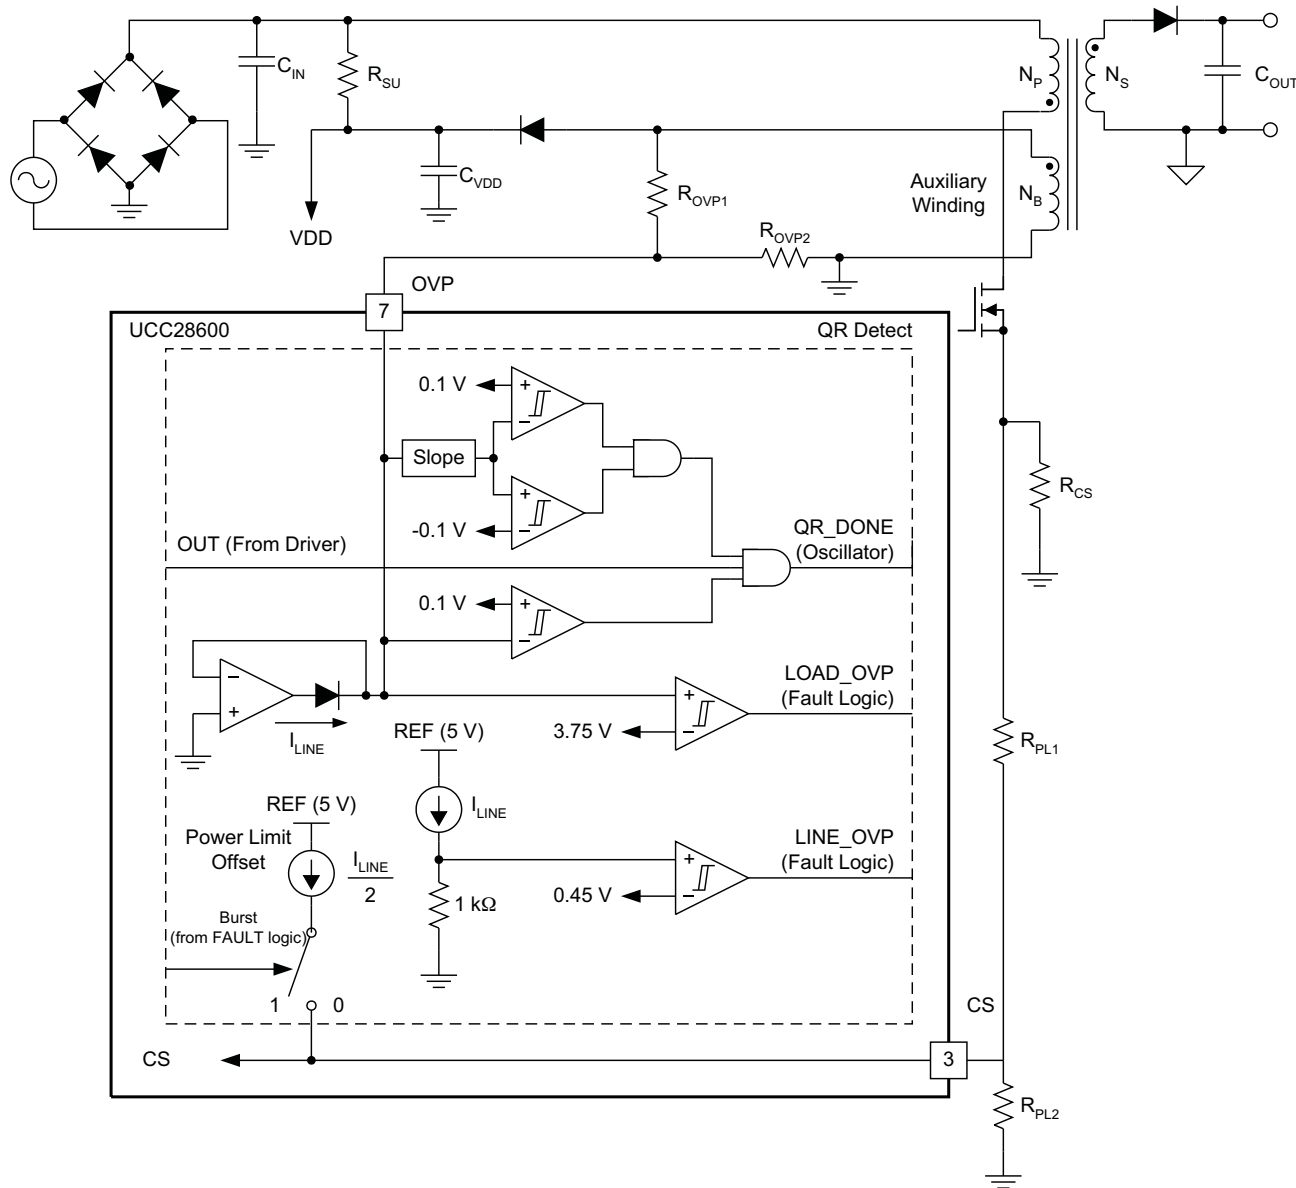 C_IN
R_SU
N_P
N_S
C_OUT
C_VDD
R_OVP1
Auxiliary
Winding
N_B
VDD
R_OVP2
OVP
7
UCC28600
QR Detect
0.1 V
+
−
Slope
+
−
-0.1 V
R_CS
OUT (From Driver)
QR_DONE
(Oscillator)
0.1 V
+
−
−
+
I_LINE
LOAD_OVP
(Fault Logic)
+
−
3.75 V
REF (5 V)
R_PL1
I_LINE
REF (5 V)
Power Limit
Offset
I_LINE
2
LINE_OVP
(Fault Logic)
+
−
0.45 V
1 kΩ
Burst
(from FAULT logic)
1
0
CS
CS
3
R_PL2